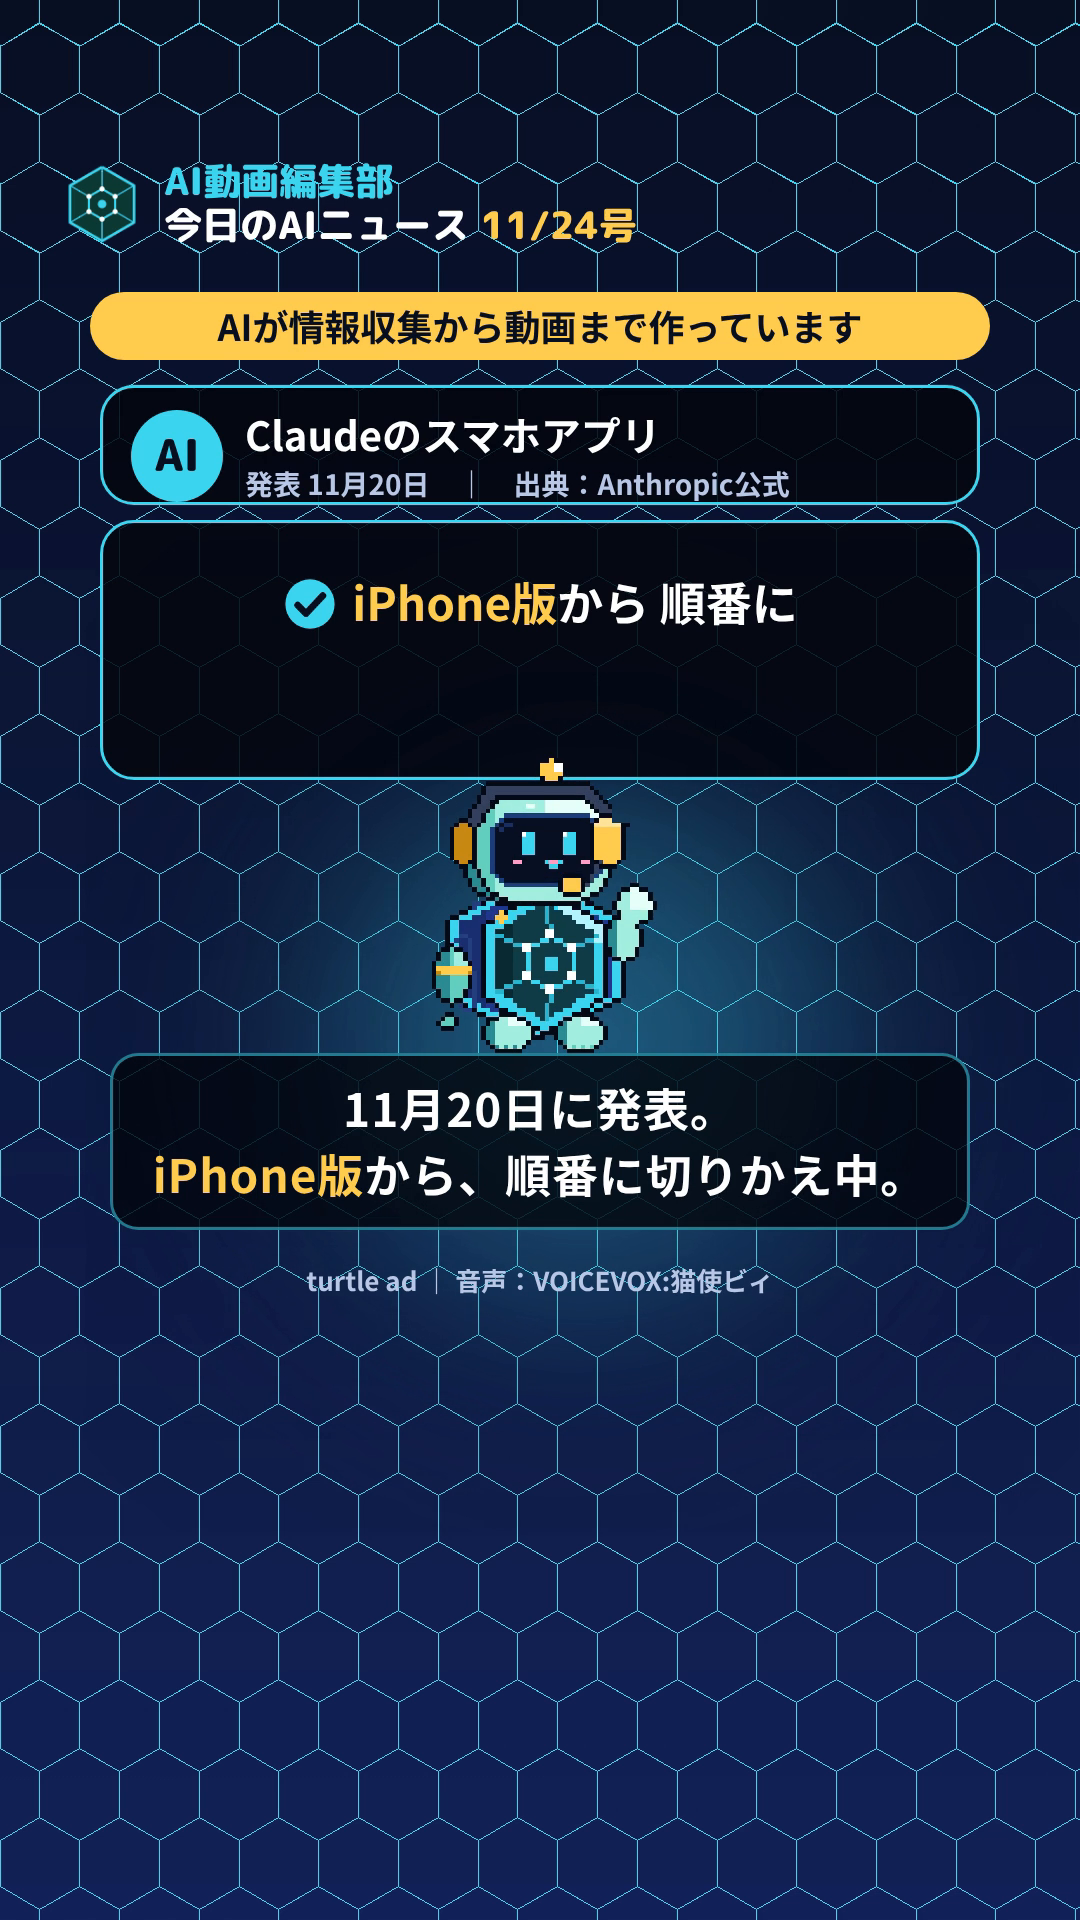 AI動画編集部
今日のAIニュース 11/24号
AIが情報収集から動画まで作っています
AI
Claudeのスマホアプリ
発表 11月20日 ｜ 出典：Anthropic公式
iPhone版から 順番に
11月20日に発表。
iPhone版から、順番に切りかえ中。
turtle ad ｜ 音声：VOICEVOX:猫使ビィ